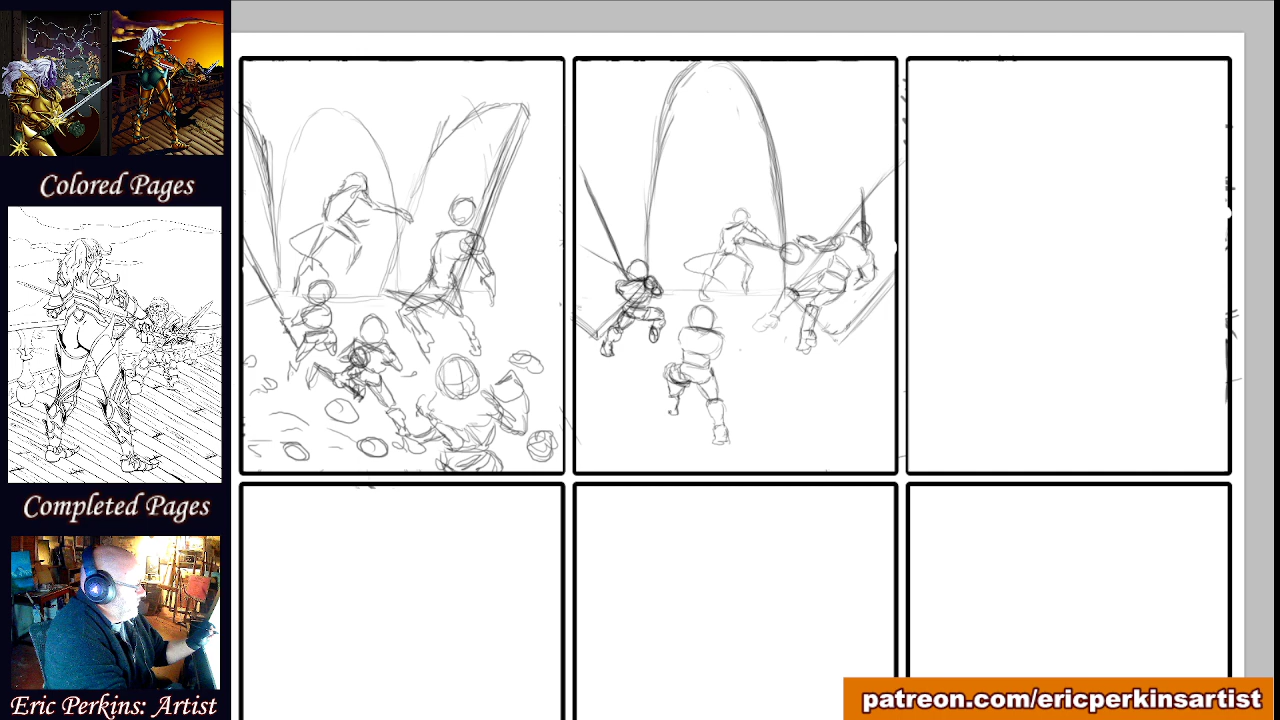 Colored Pages
Completed Pages
Eric Perkins: Artist
patreon.com/ericperkinsartist